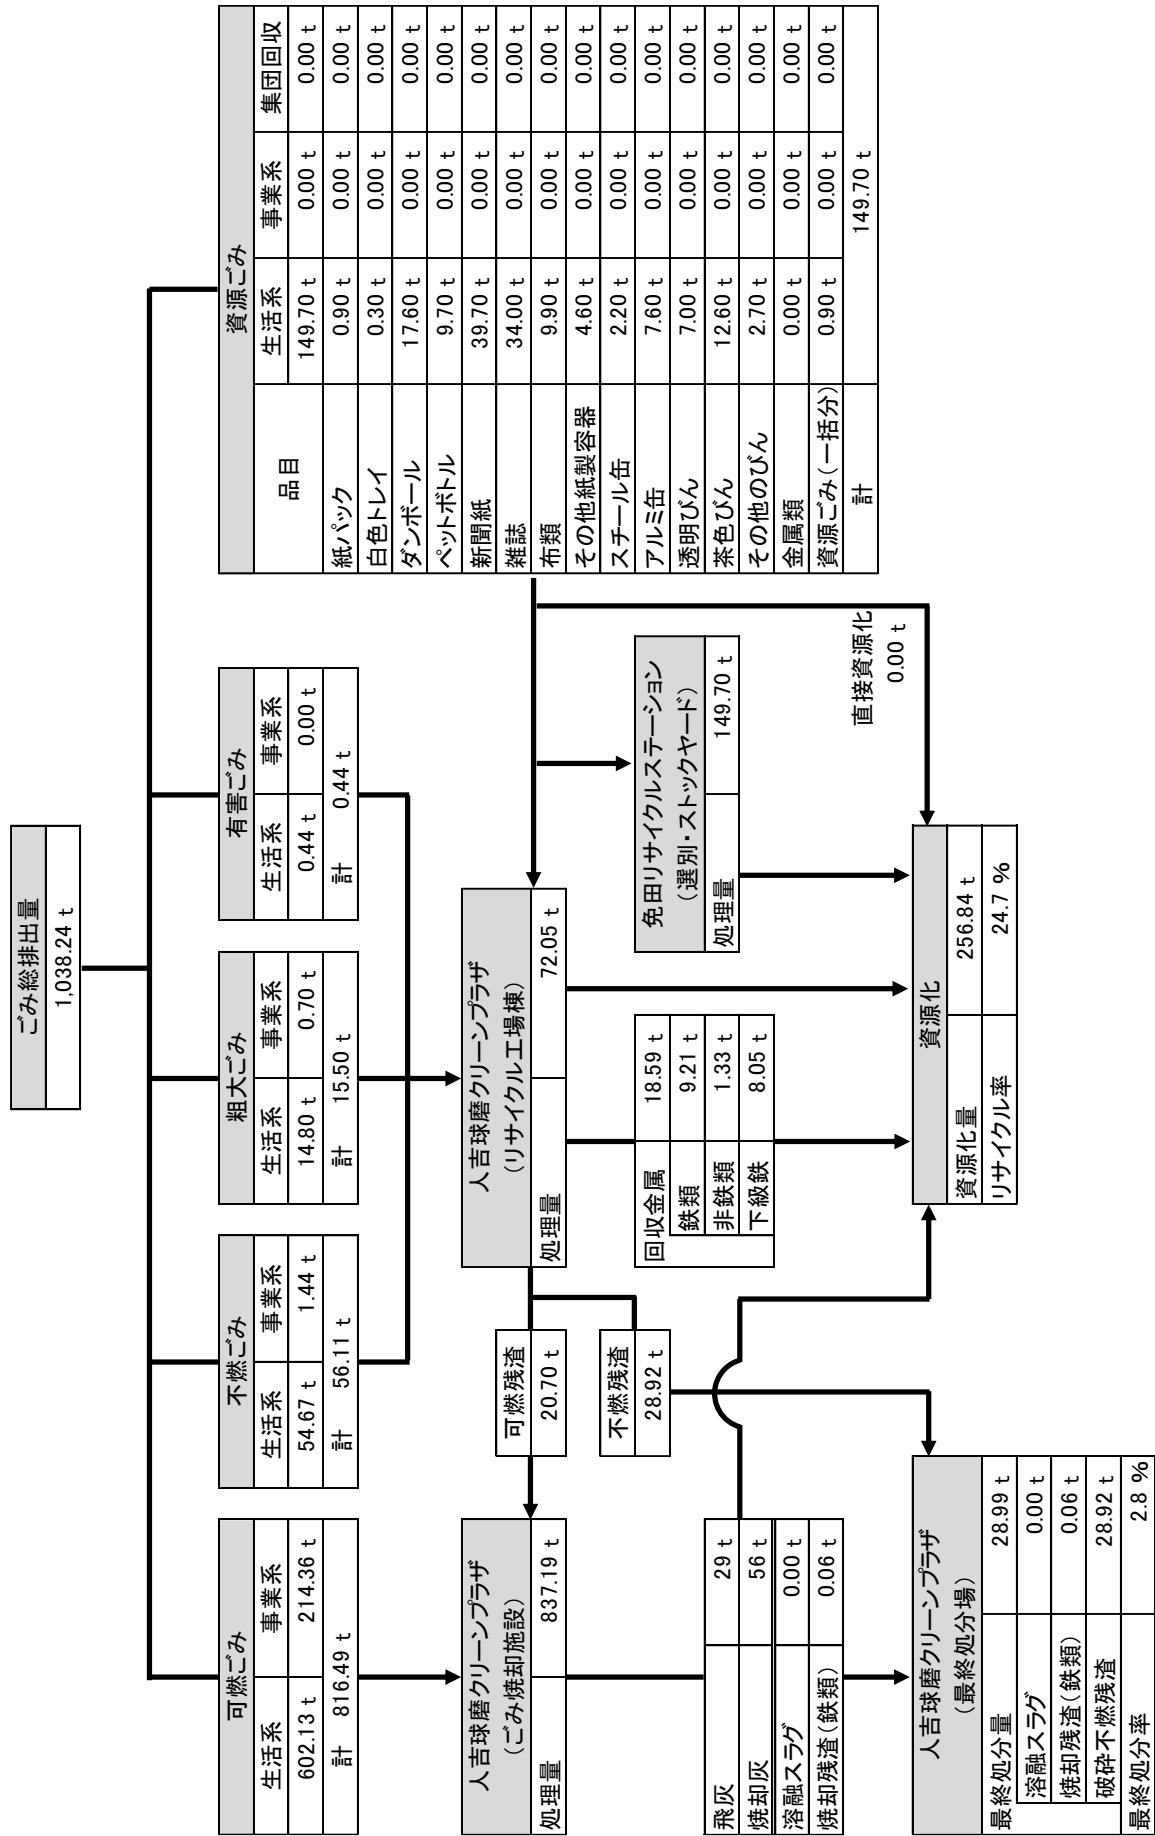 ごみ総排出量
1,038.24 t
可燃ごみ
生活系 事業系
602.13 t 214.36 t
計 816.49 t
不燃ごみ
生活系 事業系
54.67 t 1.44 t
計 56.11 t
粗大ごみ
生活系 事業系
14.80 t 0.70 t
計 15.50 t
有害ごみ
生活系 事業系
0.44 t 0.00 t
計 0.44 t
資源ごみ
品目 生活系 事業系 集団回収
149.70 t 0.00 t 0.00 t
紙パック 0.90 t 0.00 t 0.00 t
白色トレイ 0.30 t 0.00 t 0.00 t
ダンボール 17.60 t 0.00 t 0.00 t
ペットボトル 9.70 t 0.00 t 0.00 t
新聞紙 39.70 t 0.00 t 0.00 t
雑誌 34.00 t 0.00 t 0.00 t
布類 9.90 t 0.00 t 0.00 t
その他紙製容器 4.60 t 0.00 t 0.00 t
スチール缶 2.20 t 0.00 t 0.00 t
アルミ缶 7.60 t 0.00 t 0.00 t
透明びん 7.00 t 0.00 t 0.00 t
茶色びん 12.60 t 0.00 t 0.00 t
その他のびん 2.70 t 0.00 t 0.00 t
金属類 0.00 t 0.00 t 0.00 t
資源ごみ(一括分) 0.90 t 0.00 t 0.00 t
計 149.70 t
人吉球磨クリーンプラザ
(ごみ焼却施設)
処理量 837.19 t
可燃残渣
20.70 t
不燃残渣
28.92 t
人吉球磨クリーンプラザ
(リサイクル工場棟)
処理量 72.05 t
回収金属 18.59 t
鉄類 9.21 t
非鉄類 1.33 t
下級鉄 8.05 t
免田リサイクルステーション
(選別・ストックヤード)
処理量 149.70 t
直接資源化
0.00 t
飛灰 29 t
焼却灰 56 t
溶融スラグ 0.00 t
焼却残渣(鉄類) 0.06 t
人吉球磨クリーンプラザ
(最終処分場)
最終処分量 28.99 t
溶融スラグ 0.00 t
焼却残渣(鉄類) 0.06 t
破砕不燃残渣 28.92 t
最終処分率 2.8 %
資源化
資源化量 256.84 t
リサイクル率 24.7 %